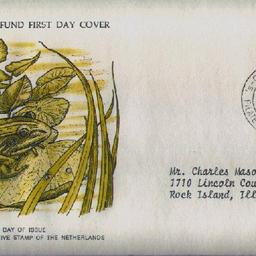 FUND FIRST DAY COVER
Mr. Charles Maso
1710 Lincoln Cou
Rock Island, Ill
DAY OF ISSUE
IVE STAMP OF THE NETHERLANDS